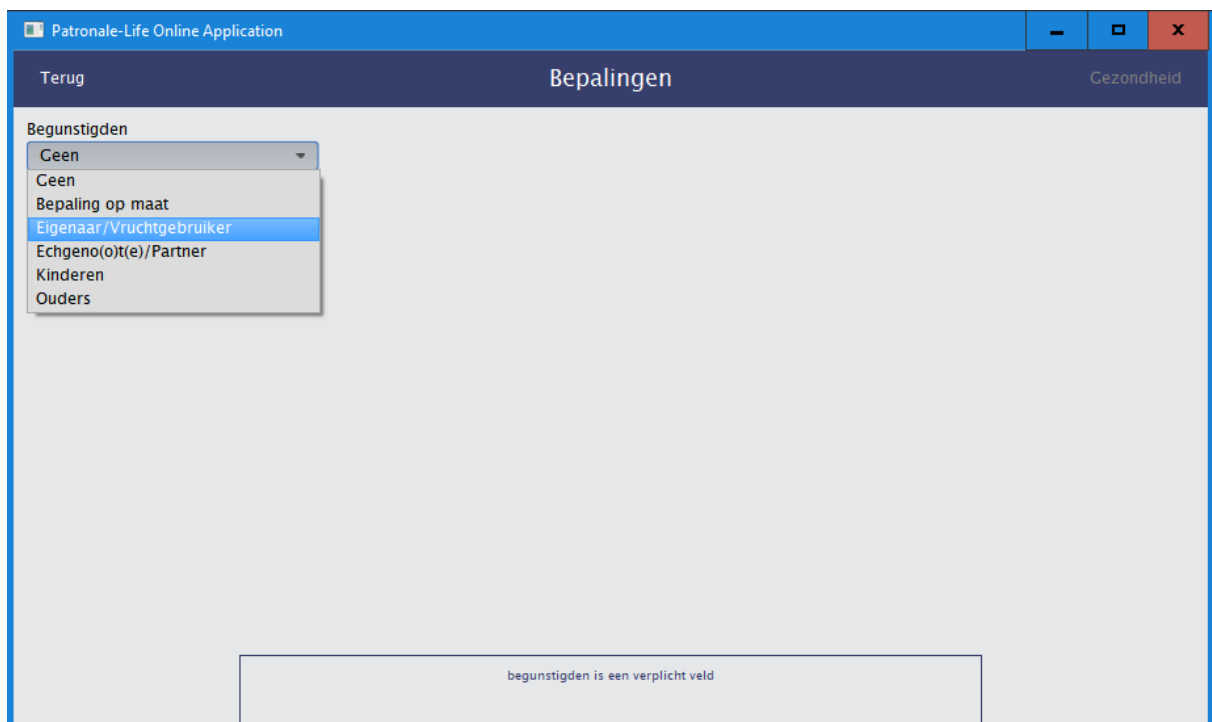 Patronale-Life Online Application
Terug
Bepalingen
Gezondheid
Begunstigden
Geen
Geen
Bepaling op maat
Eigenaar/Vruchtgebruiker
Echgeno(o)t(e)/Partner
Kinderen
Ouders
begunstigden is een verplicht veld